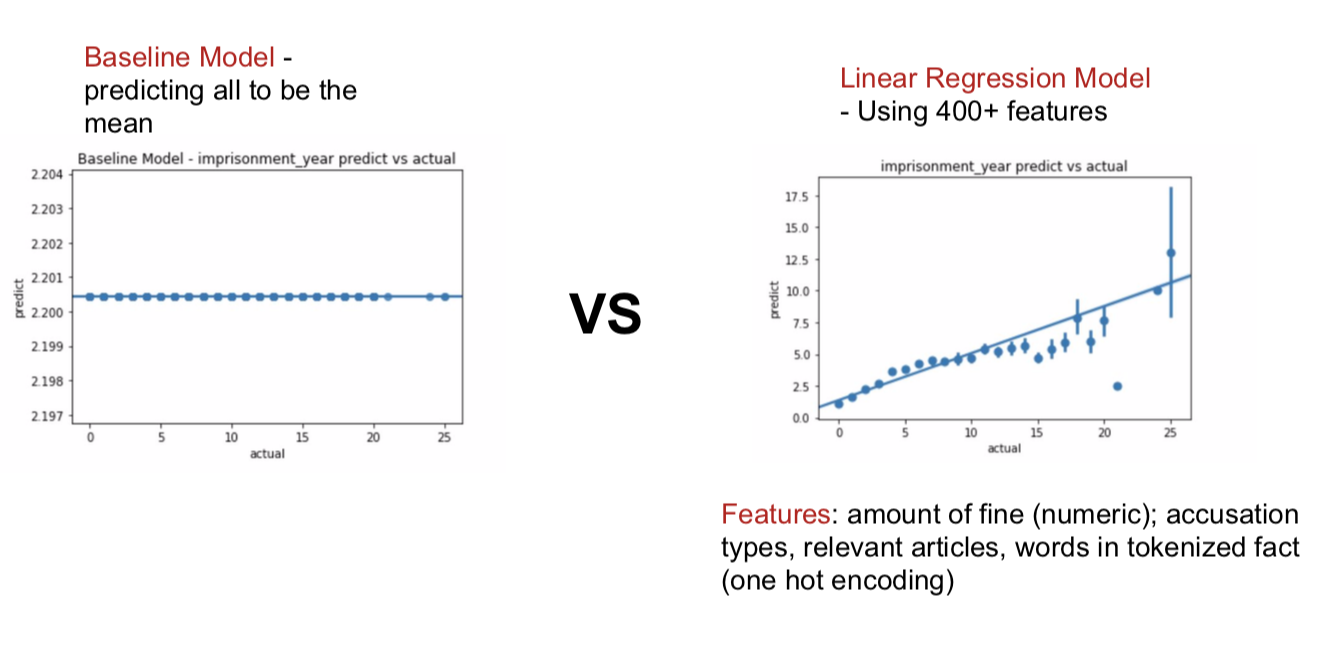 Baseline Model -
predicting all to be the
mean
Baseline Model - imprisonment_year predict vs actual
2.204
2.203
2.202
2.201
2.200
2.199
2.198
2.197
predict
0 5 10 15 20 25
actual
VS
Linear Regression Model
- Using 400+ features
imprisonment_year predict vs actual
17.5
15.0
12.5
10.0
7.5
5.0
2.5
0.0
predict
0 5 10 15 20 25
actual
Features: amount of fine (numeric); accusation
types, relevant articles, words in tokenized fact
(one hot encoding)